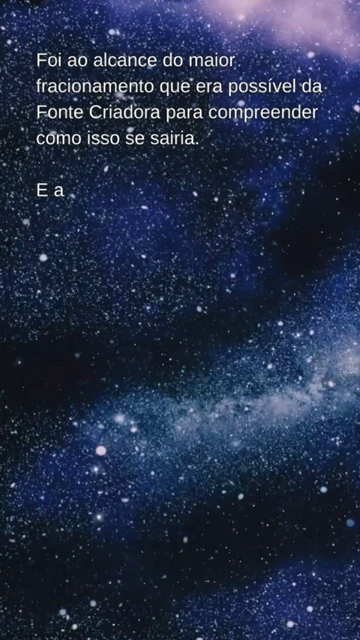 Foi ao alcance do maior
fracionamento que era possível da
Fonte Criadora para compreender
como isso se sairia.
E a